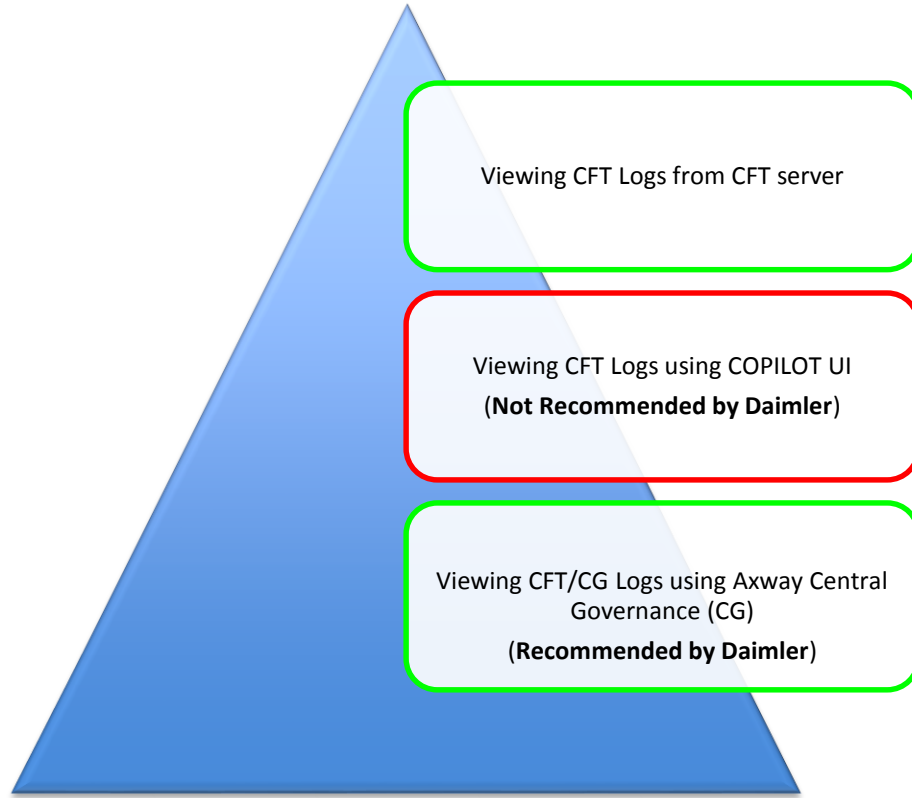 Viewing CFT Logs from CFT server
Viewing CFT Logs using COPILOT UI
(Not Recommended by Daimler)
Viewing CFT/CG Logs using Axway Central
Governance (CG)
(Recommended by Daimler)